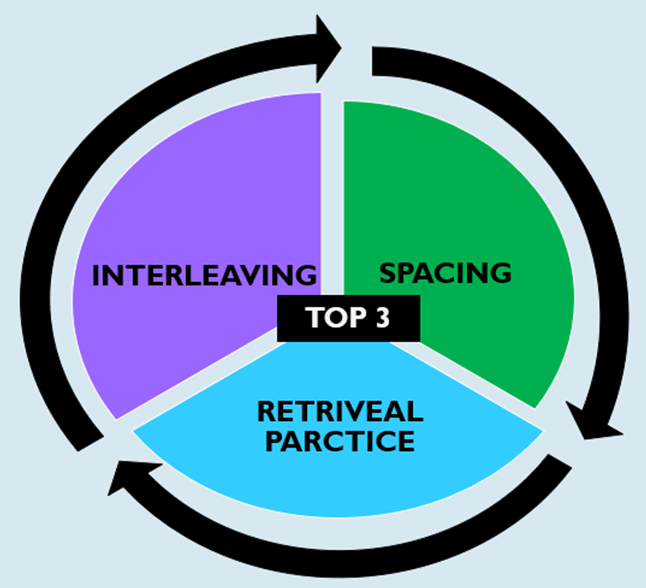 INTERLEAVING
SPACING
TOP 3
RETRIVEAL
PARCTICE